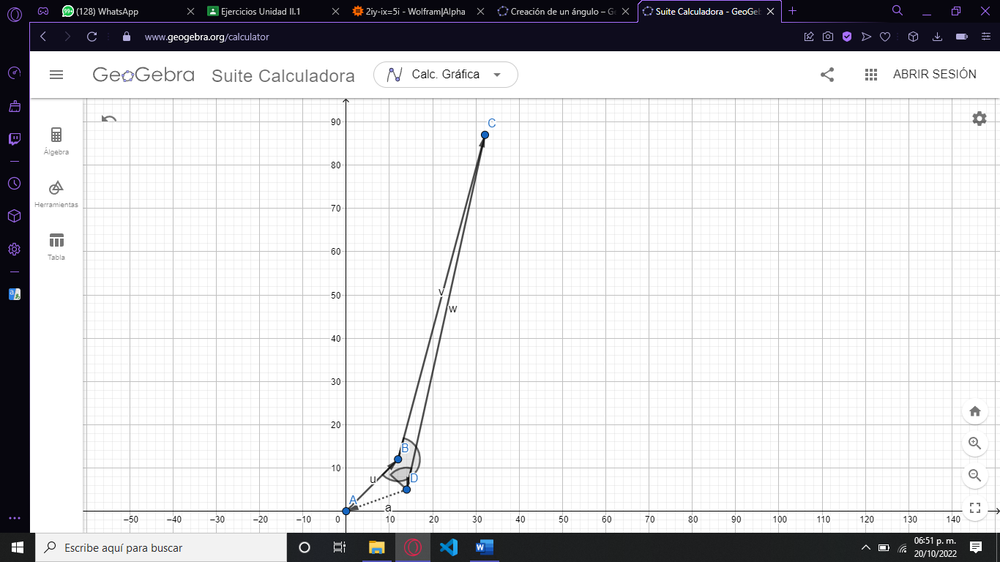 (128) WhatsApp
Ejercicios Unidad II.1
2iy-ix=5i - Wolfram|Alpha
Creación de un ángulo – Ge
Suite Calculadora - GeoGeb
www.geogebra.org/calculator
GeoGebra
Suite Calculadora
Calc. Gráfica
ABRIR SESIÓN
Álgebra
Herramientas
Tabla
90
80
70
60
50
40
30
20
10
C
v
w
B
D
u
A
a
−50 −40 −30 −20 −10 0 10 20 30 40 50 60 70 80 90 100 110 120 130 140
Escribe aquí para buscar
06:51 p. m.
20/10/2022